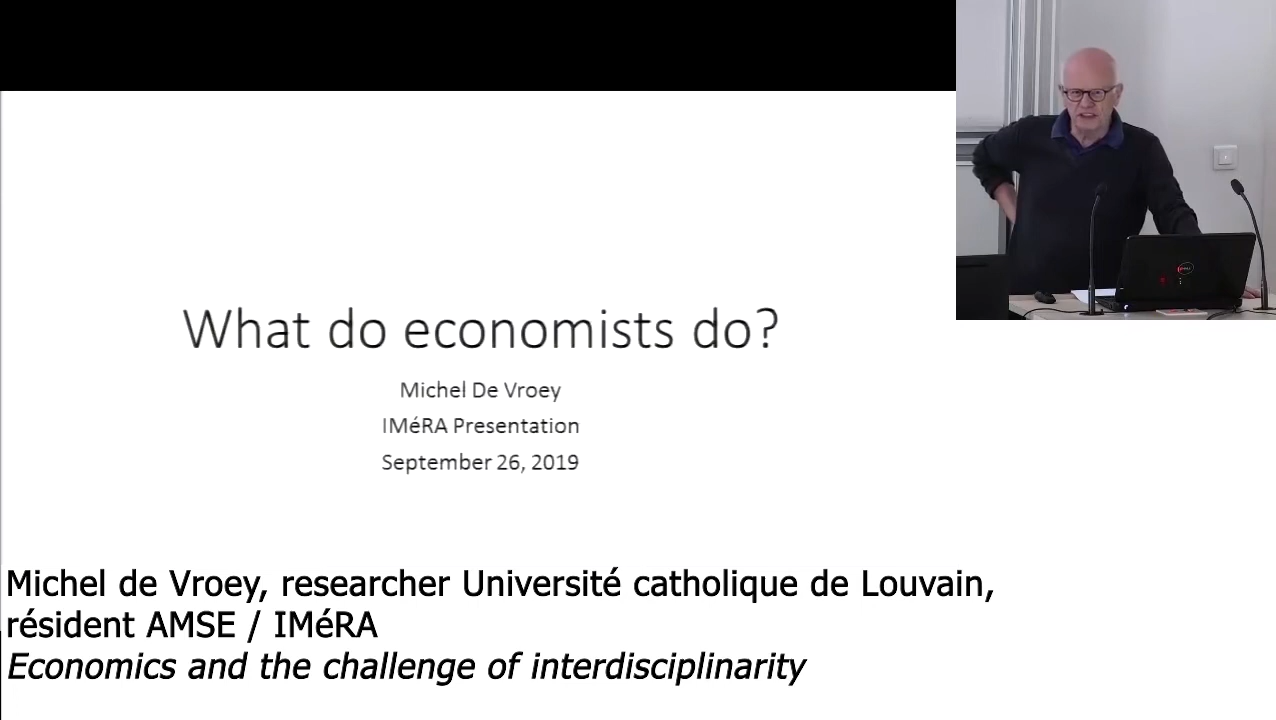 What do economists do?
Michel De Vroey
IMéRA Presentation
September 26, 2019
Michel de Vroey, researcher Université catholique de Louvain,
résident AMSE / IMéRA
Economics and the challenge of interdisciplinarity
DELL